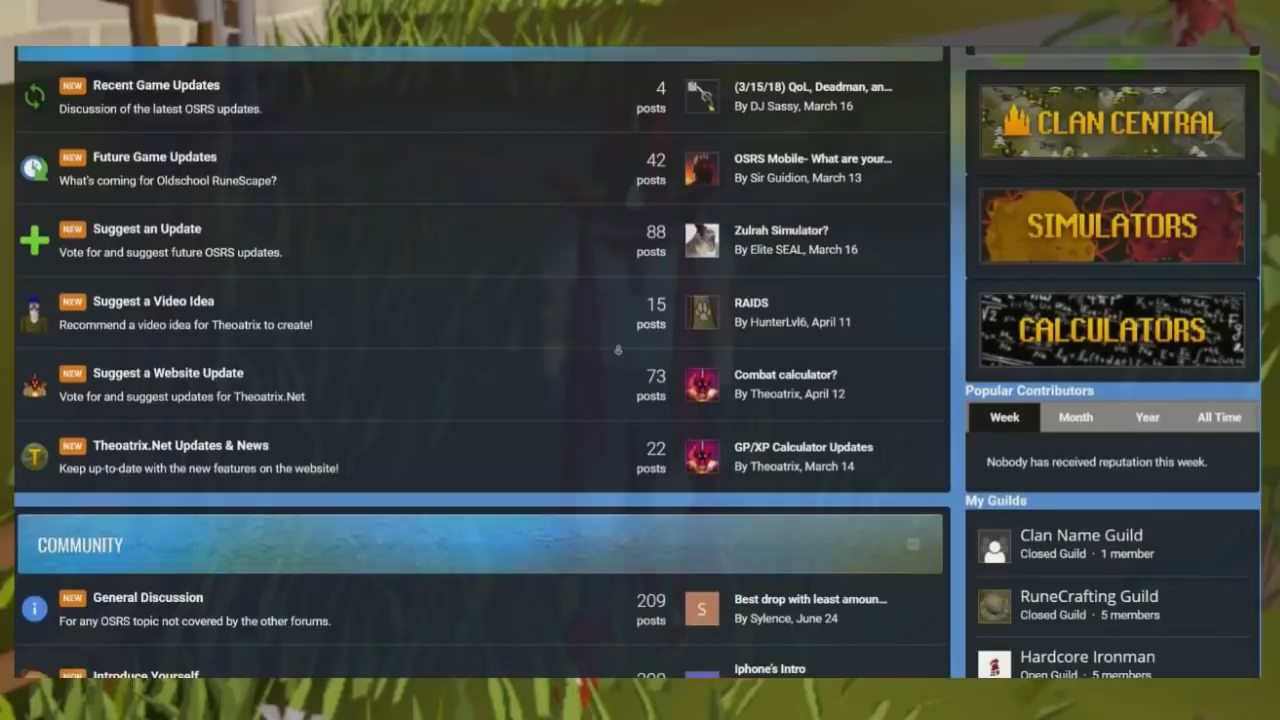 NEW Recent Game Updates
Discussion of the latest OSRS updates.
4
posts
(3/15/18) QoL, Deadman, an...
By DJ Sassy, March 16
NEW Future Game Updates
What's coming for Oldschool RuneScape?
42
posts
OSRS Mobile- What are your...
By Sir Guidion, March 13
NEW Suggest an Update
Vote for and suggest future OSRS updates.
88
posts
Zulrah Simulator?
By Elite SEAL, March 16
NEW Suggest a Video Idea
Recommend a video idea for Theoatrix to create!
15
posts
RAIDS
By HunterLvl6, April 11
NEW Suggest a Website Update
Vote for and suggest updates for Theoatrix.Net
73
posts
Combat calculator?
By Theoatrix, April 12
T
NEW Theoatrix.Net Updates & News
Keep up-to-date with the new features on the website!
22
posts
GP/XP Calculator Updates
By Theoatrix, March 14
COMMUNITY
NEW General Discussion
For any OSRS topic not covered by the other forums.
209
posts
S
Best drop with least amoun...
By Sylence, June 24
NEW Introduce Yourself
Iphone's Intro
CLAN CENTRAL
SIMULATORS
CALCULATORS
Popular Contributors
Week Month Year All Time
Nobody has received reputation this week.
My Guilds
Clan Name Guild
Closed Guild · 1 member
RuneCrafting Guild
Closed Guild · 5 members
Hardcore Ironman
Open Guild · 5 members